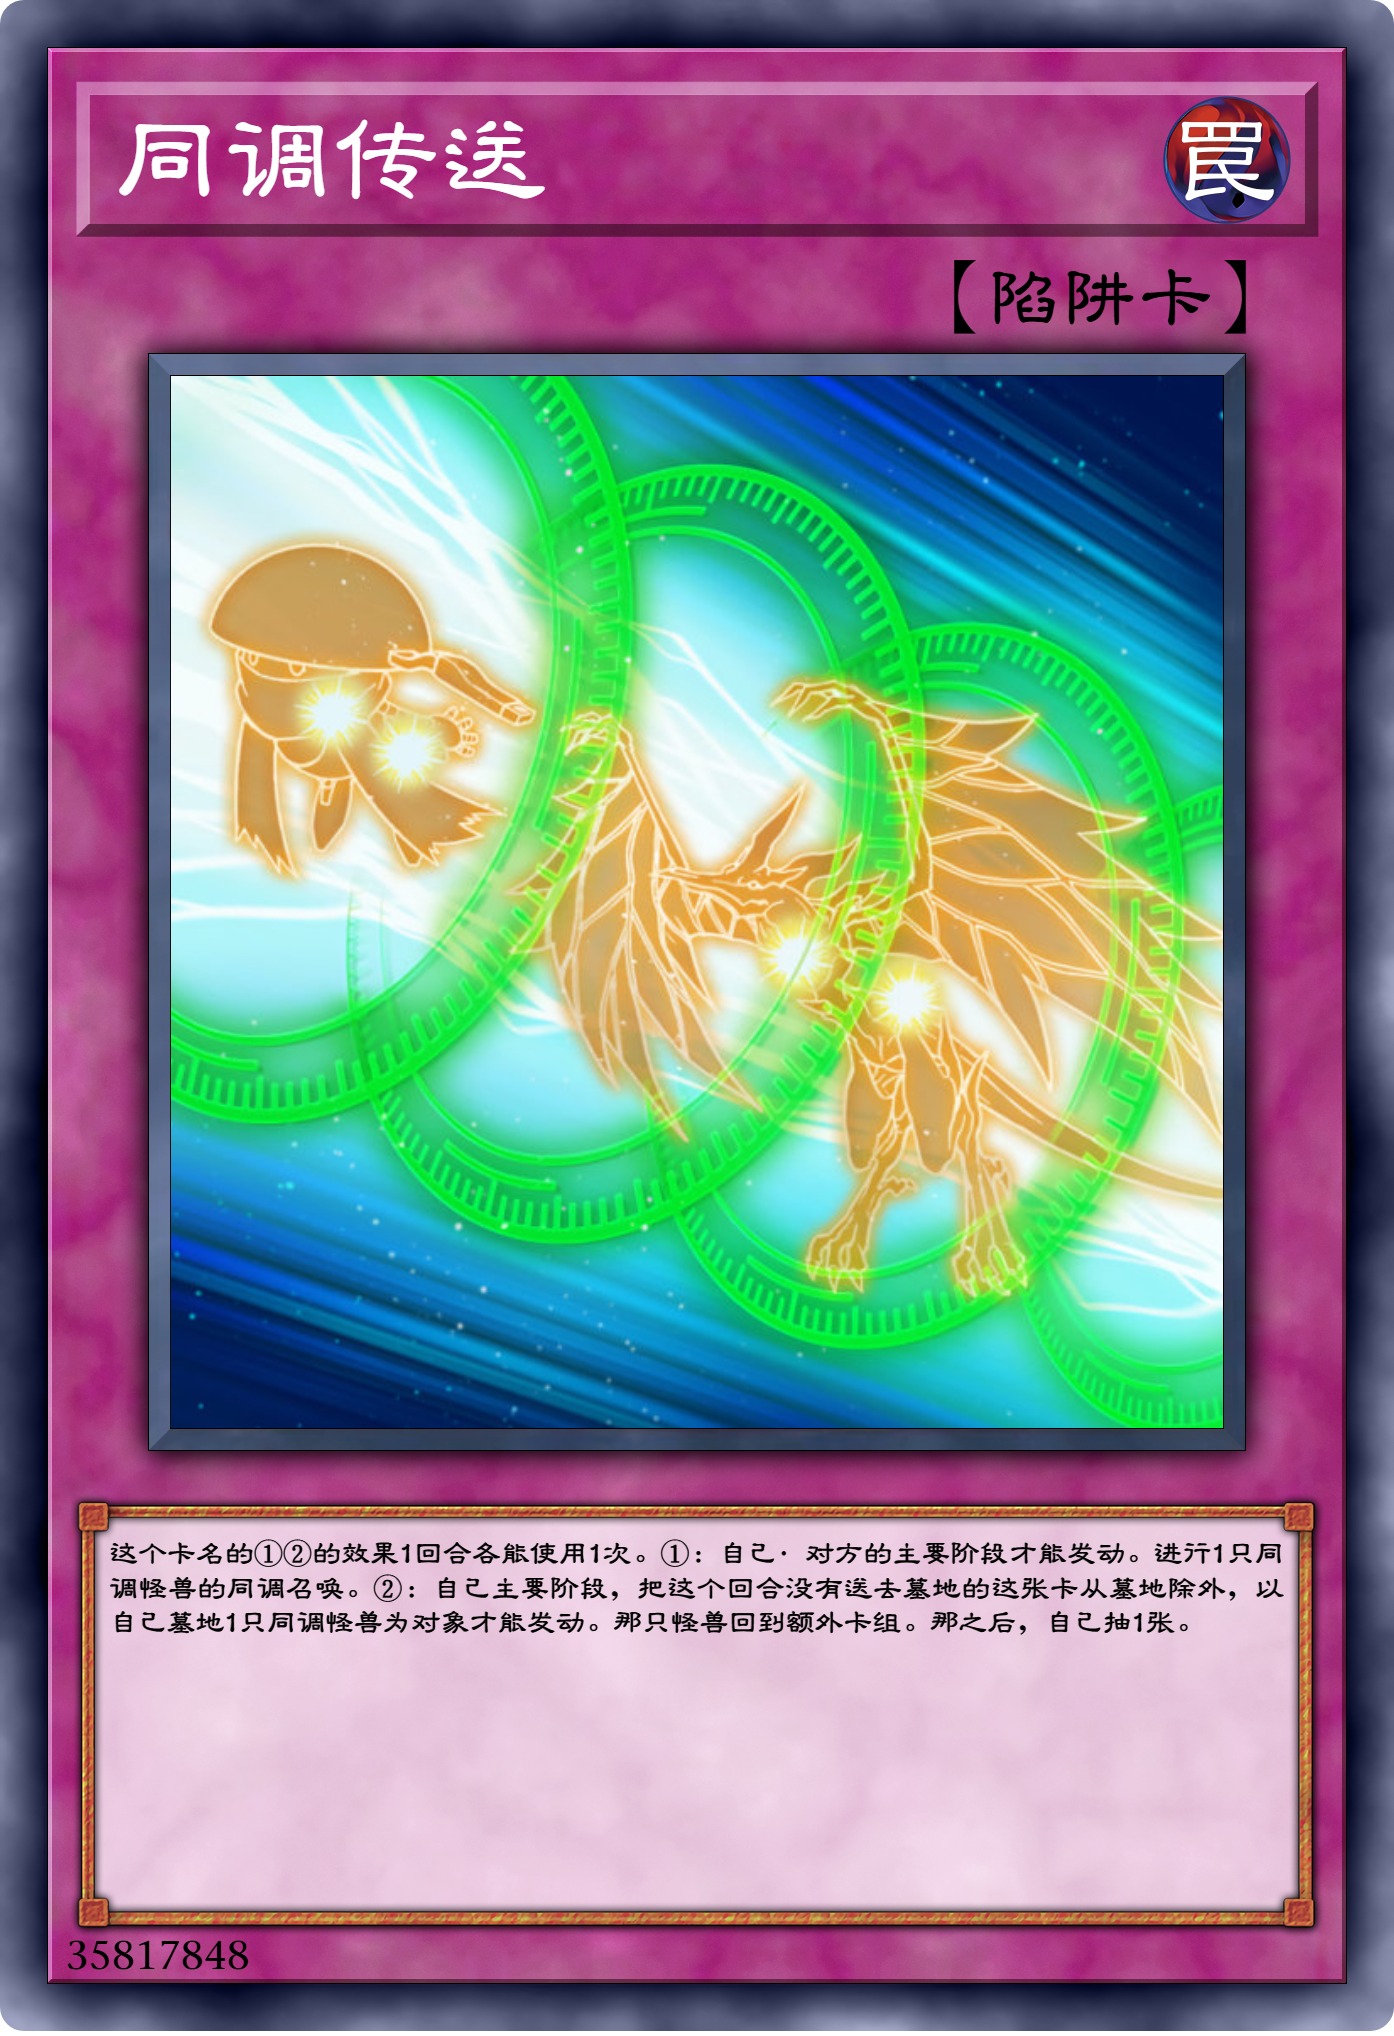 同调传送
罠
【陷阱卡】
这个卡名的①②的效果1回合各能使用1次。①：自己·对方的主要阶段才能发动。进行1只同
调怪兽的同调召唤。②：自己主要阶段，把这个回合没有送去墓地的这张卡从墓地除外，以
自己墓地1只同调怪兽为对象才能发动。那只怪兽回到额外卡组。那之后，自己抽1张。
35817848